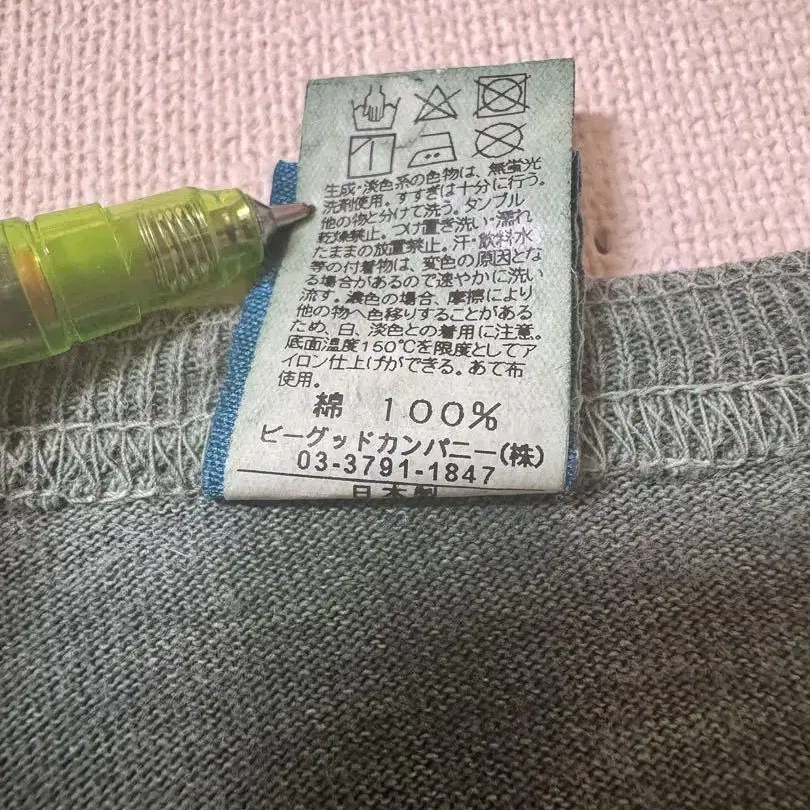 生成・淡色系の色物は、無蛍光
洗剤使用。すすぎは十分に行う。
他の物と分けて洗う。タンブル
乾燥禁止。つけ置き洗い・濡れ
たままの放置禁止。汗・飲料水
等の付着物は、変色の原因とな
る場合があるので速やかに洗い
流す。濃色の場合、摩擦により
他の物へ色移りすることがある
ため、白、淡色との着用に注意。
底面温度150℃を限度としてア
イロン仕上げができる。あて布
使用。
綿 100%
ビーグッドカンパニー(株)
03-3791-1847
日本製